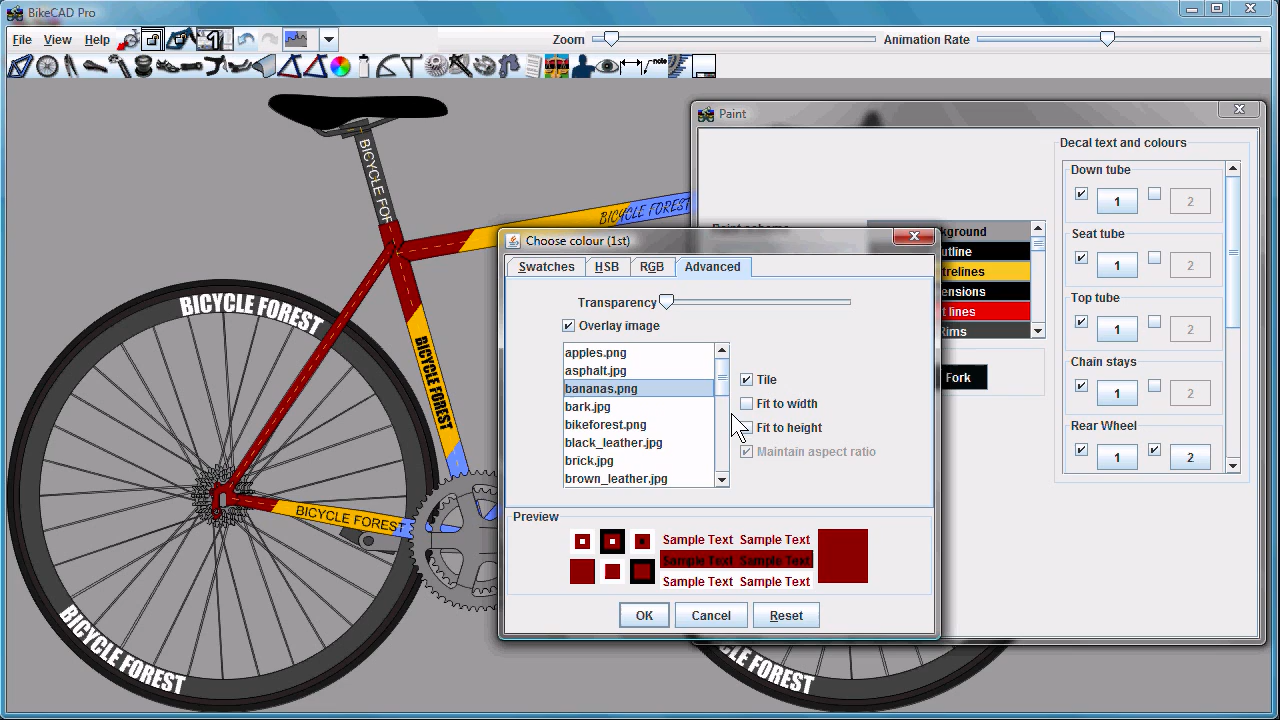 BikeCAD Pro
File View Help
Zoom
Animation Rate
note
BICYCLE FOR
BICYCLE FOREST
BICYCLE FOREST
BICYCLE FOREST
BICYCLE FOREST
BICYCLE FOREST
BICYCLE FOREST
Paint
Decal text and colours
Down tube
1 2
Seat tube
1 2
Top tube
1 2
Chain stays
1 2
Rear Wheel
1 2
kground
utline
trelines
ensions
t lines
Rims
Fork
Choose colour (1st)
Swatches HSB RGB Advanced
Transparency
Overlay image
apples.png
asphalt.jpg
bananas.png
bark.jpg
bikeforest.png
black_leather.jpg
brick.jpg
brown_leather.jpg
Tile
Fit to width
Fit to height
Maintain aspect ratio
Preview
Sample Text Sample Text
Sample Text Sample Text
Sample Text Sample Text
OK Cancel Reset